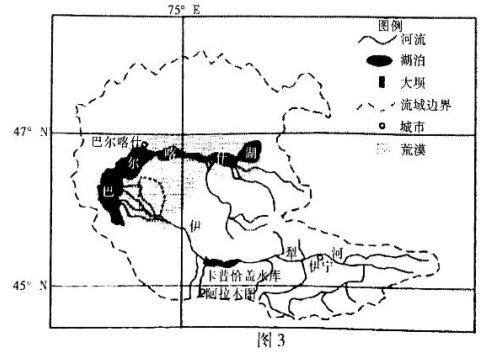 75° E
图例
河流
湖泊
大坝
流域边界
城市
荒漠
47° N
巴尔喀什
巴尔喀什湖
伊犁河
伊宁
卡普恰盖水库
45° N
阿拉木图
图3